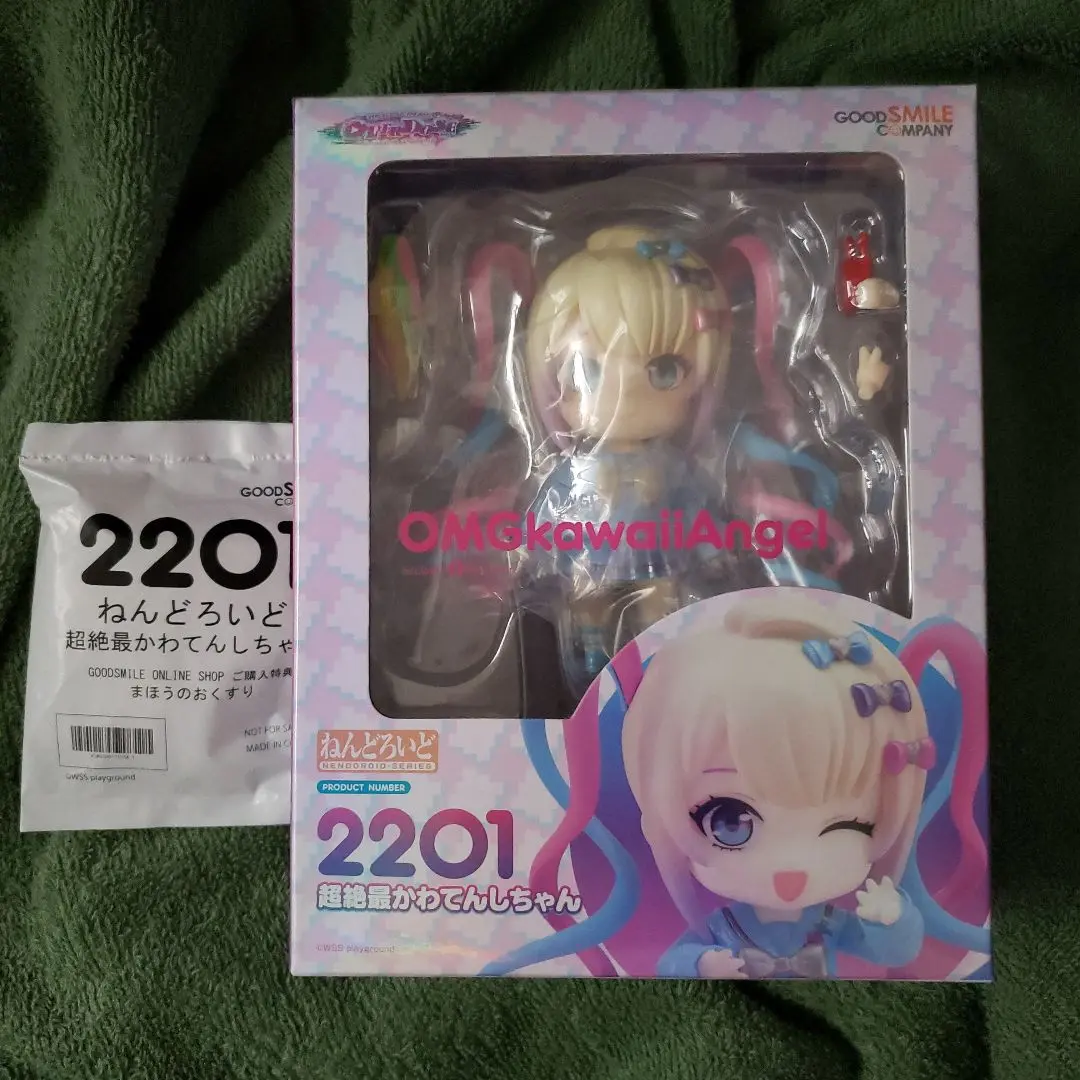 GOODSMILE
COMPANY
OMGkawaiiAngel
ねんどろいど
NENDOROID-SERIES
PRODUCT NUMBER
2201
超絶最かわてんしちゃん
©WSS playground
GOODS
CO
2201
ねんどろいど
超絶最かわてんしちゃ
GOODSMILE ONLINE SHOP ご購入特典
まほうのおくすり
NOT FOR SA
MADE IN C
©WSS playground